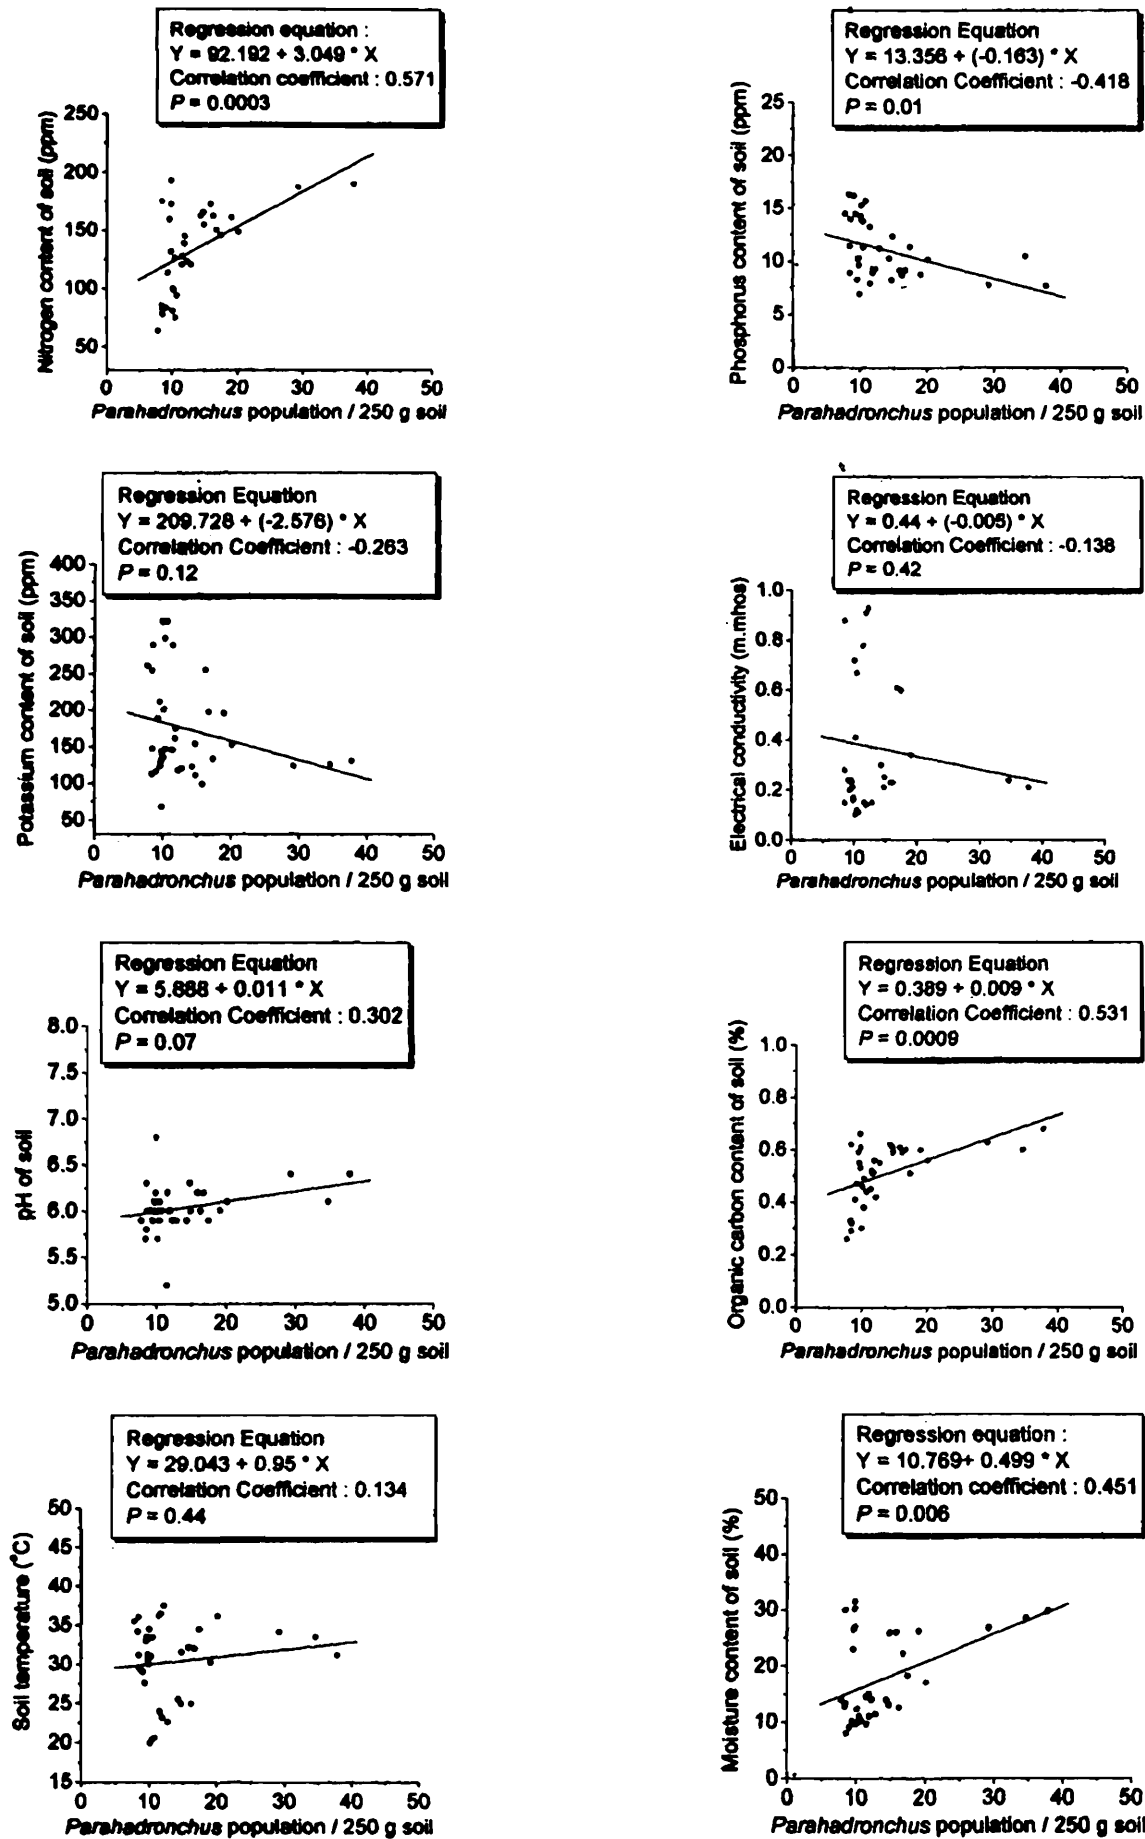 Regression equation :
Y = 92.192 + 3.049 * X
Correlation coefficient : 0.571
P = 0.0003
Nitrogen content of soil (ppm)
250
200
150
100
50
0 10 20 30 40 50
Parahadronchus population / 250 g soil
Regression Equation
Y = 13.356 + (-0.163) * X
Correlation Coefficient : -0.418
P = 0.01
Phosphorus content of soil (ppm)
25
20
15
10
5
0
0 10 20 30 40 50
Parahadronchus population / 250 g soil
Regression Equation
Y = 209.728 + (-2.576) * X
Correlation Coefficient : -0.263
P = 0.12
Potassium content of soil (ppm)
400
350
300
250
200
150
100
50
0 10 20 30 40 50
Parahadronchus population / 250 g soil
Regression Equation
Y = 0.44 + (-0.005) * X
Correlation Coefficient : -0.138
P = 0.42
Electrical conductivity (m.mhos)
1.0
0.8
0.6
0.4
0.2
0.0
0 10 20 30 40 50
Parahadronchus population / 250 g soil
Regression Equation
Y = 5.888 + 0.011 * X
Correlation Coefficient : 0.302
P = 0.07
pH of soil
8.0
7.5
7.0
6.5
6.0
5.5
5.0
0 10 20 30 40 50
Parahadronchus population / 250 g soil
Regression Equation
Y = 0.389 + 0.009 * X
Correlation Coefficient : 0.531
P = 0.0009
Organic carbon content of soil (%)
1.0
0.8
0.6
0.4
0.2
0.0
0 10 20 30 40 50
Parahadronchus population / 250 g soil
Regression Equation
Y = 29.043 + 0.95 * X
Correlation Coefficient : 0.134
P = 0.44
Soil temperature (°C)
50
45
40
35
30
25
20
15
0 10 20 30 40 50
Parahadronchus population / 250 g soil
Regression equation :
Y = 10.769+ 0.499 * X
Correlation coefficient : 0.451
P = 0.006
Moisture content of soil (%)
50
40
30
20
10
0
0 10 20 30 40 50
Parahadronchus population / 250 g soil